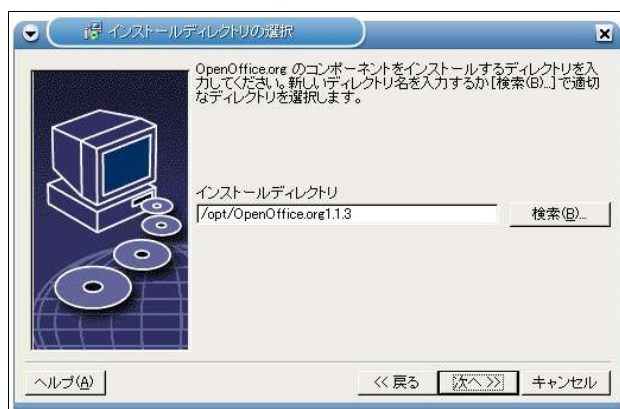 インストールディレクトリの選択
OpenOffice.org のコンポーネントをインストールするディレクトリを入
力してください。新しいディレクトリ名を入力するか[検索(B)...]で適切
なディレクトリを選択します。
インストールディレクトリ
/opt/OpenOffice.org1.1.3
検索(B)...
ヘルプ(A)
<< 戻る
次へ >>
キャンセル